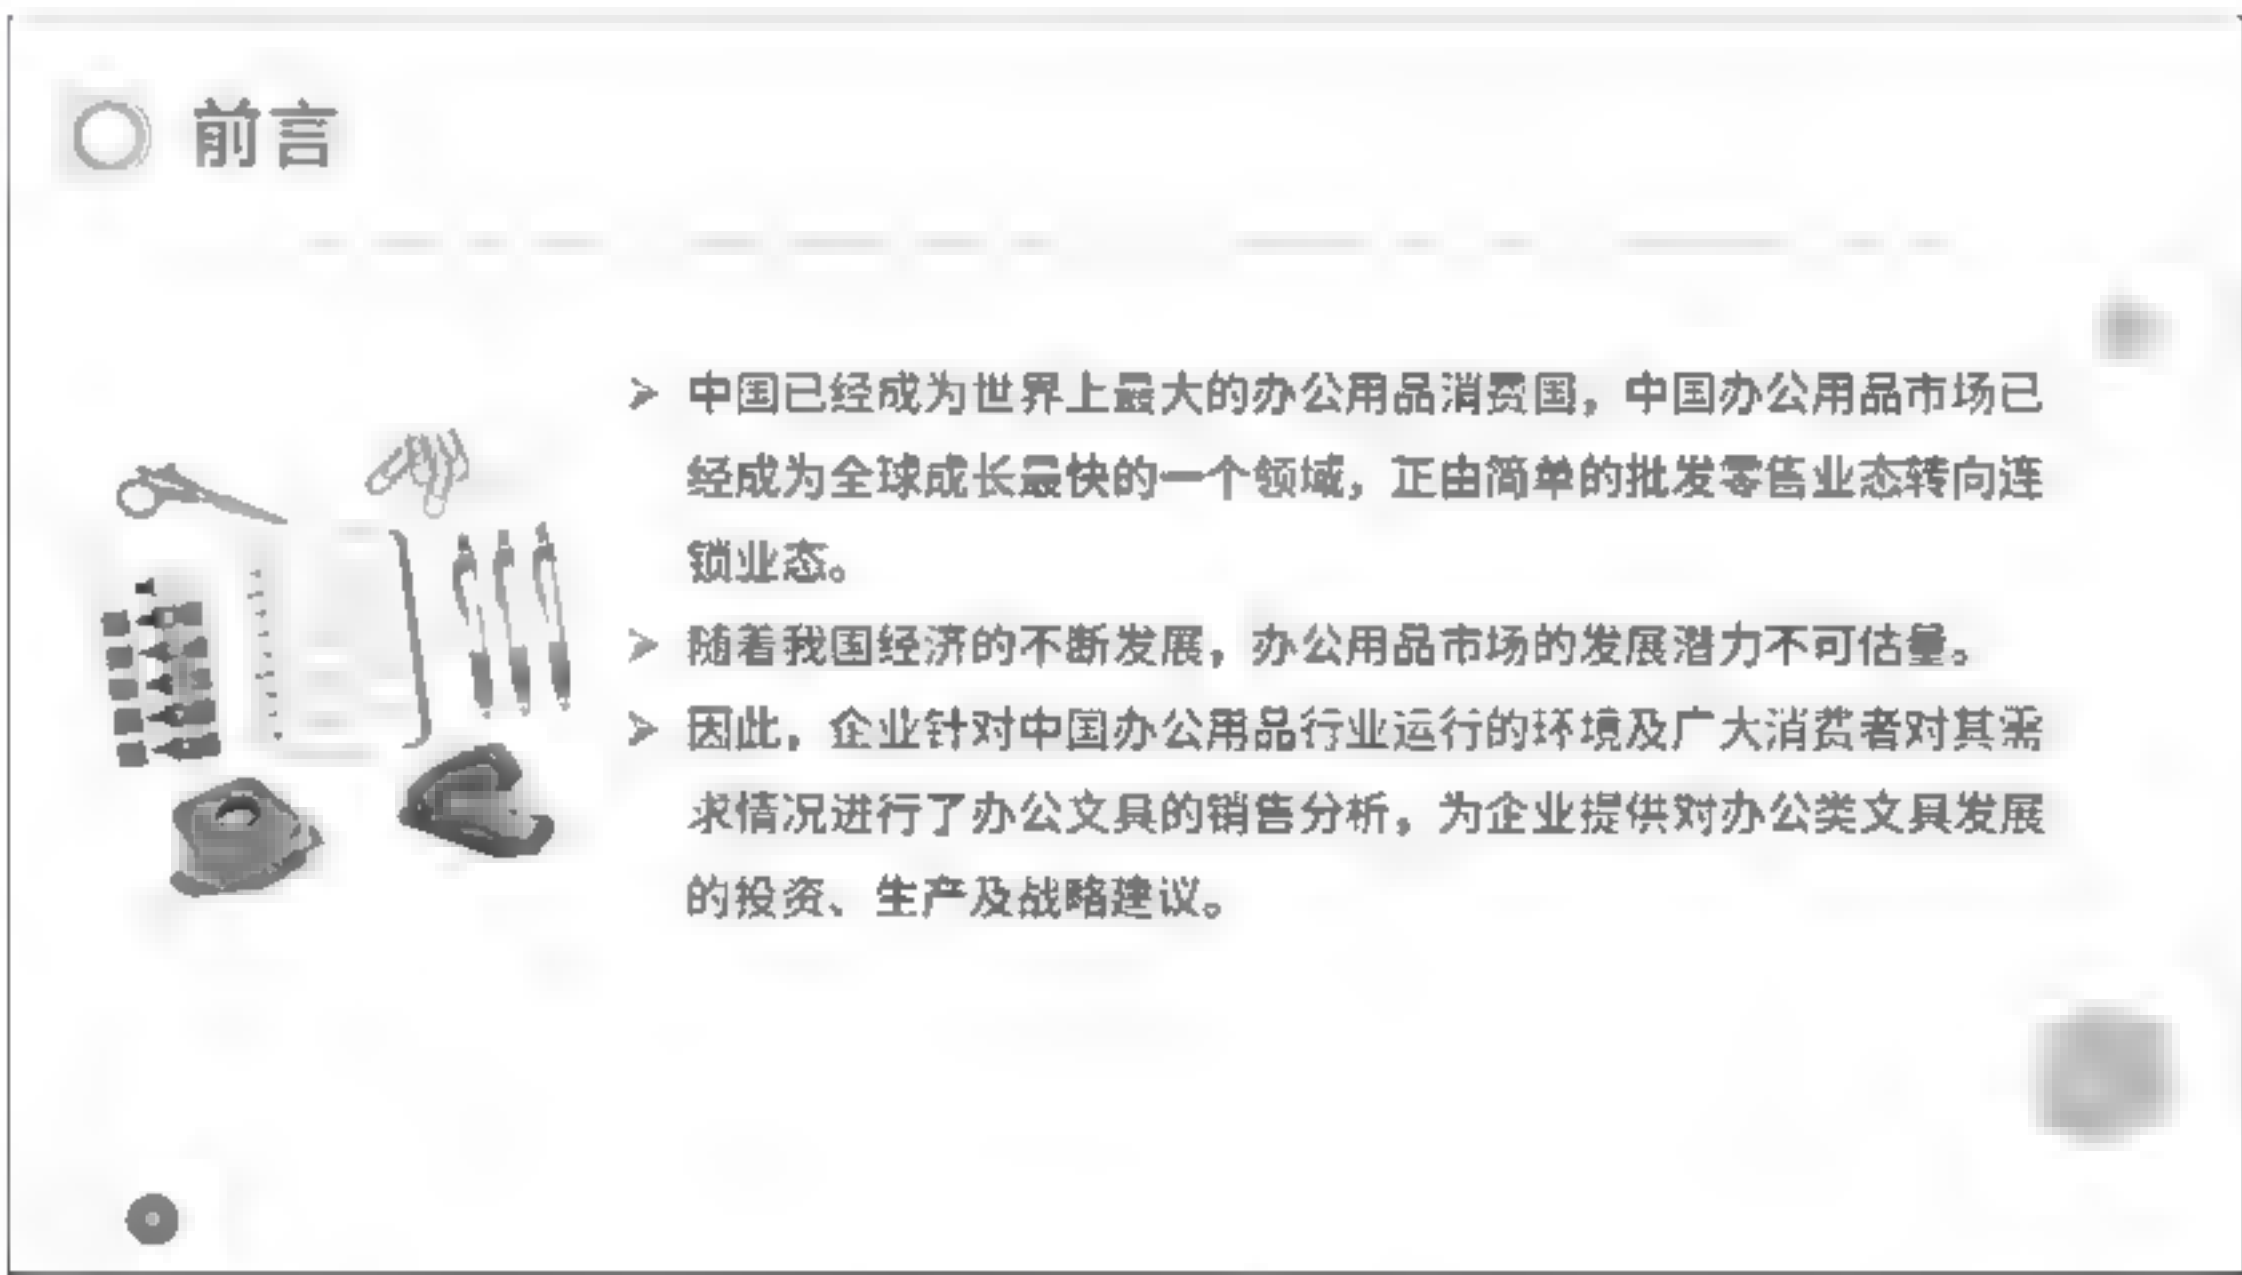 前言
➢ 中国已经成为世界上最大的办公用品消费国，中国办公用品市场已
经成为全球成长最快的一个领域，正由简单的批发零售业态转向连
锁业态。
➢ 随着我国经济的不断发展，办公用品市场的发展潜力不可估量。
➢ 因此，企业针对中国办公用品行业运行的环境及广大消费者对其需
求情况进行了办公文具的销售分析，为企业提供对办公类文具发展
的投资、生产及战略建议。